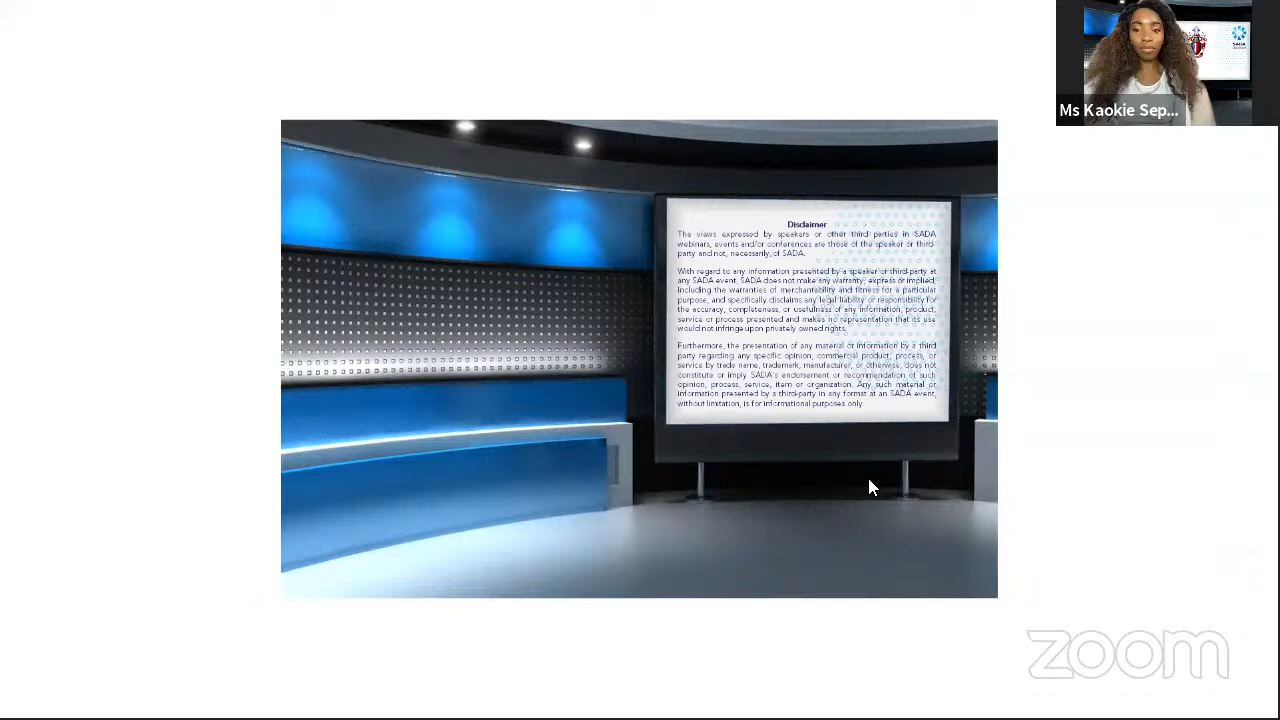 SADA
Ms Kaokie Sep...
Disclaimer
The views expressed by speakers or other third parties in SADA
webinars, events and/or conferences are those of the speaker or third-
party and not, necessarily, of SADA.
With regard to any information presented by a speaker or third-party at
any SADA event, SADA does not make any warranty, express or implied,
including the warranties of merchantability and fitness for a particular
purpose, and specifically disclaims any legal liability or responsibility for
the accuracy, completeness, or usefulness of any information, product,
service or process presented and makes no representation that its use
would not infringe upon privately owned rights.
Furthermore, the presentation of any material or information by a third
party regarding any specific opinion, commercial product, process, or
service by trade name, trademark, manufacturer, or otherwise, does not
constitute or imply SADA's endorsement or recommendation of such
opinion, process, service, item or organization. Any such material or
information presented by a third-party in any format at an SADA event,
without limitation, is for informational purposes only.
zoom